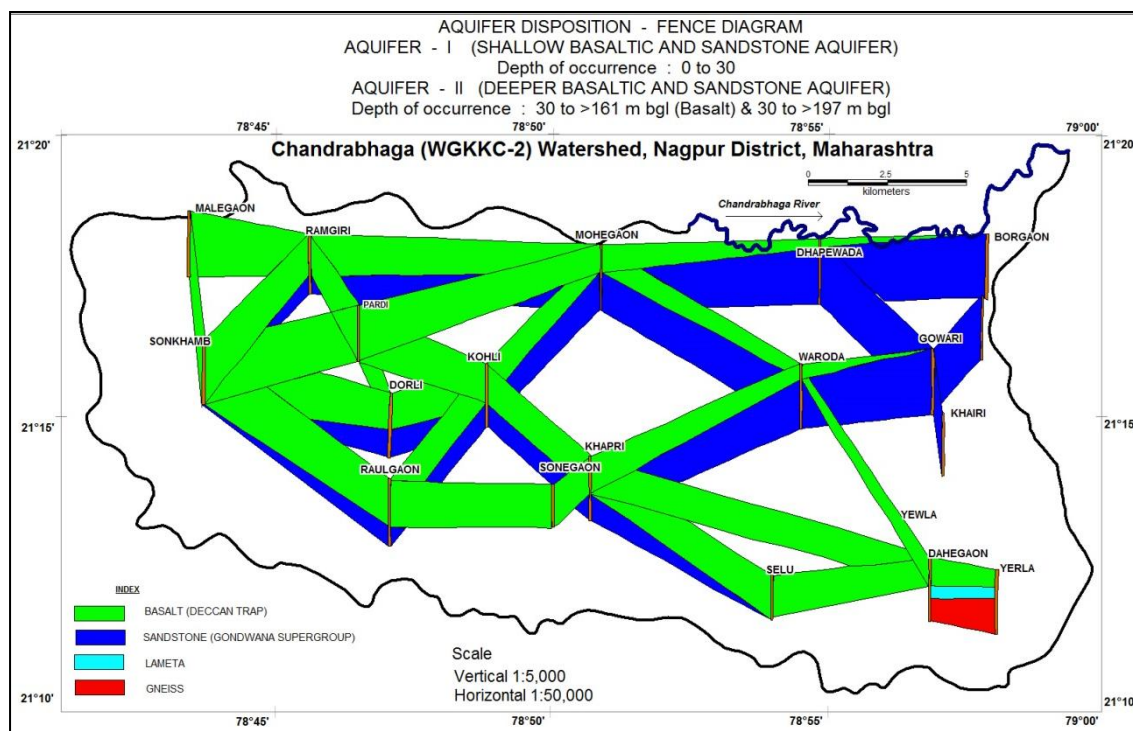 AQUIFER DISPOSITION - FENCE DIAGRAM
AQUIFER - I (SHALLOW BASALTIC AND SANDSTONE AQUIFER)
Depth of occurrence : 0 to 30
AQUIFER - II (DEEPER BASALTIC AND SANDSTONE AQUIFER)
Depth of occurrence : 30 to >161 m bgl (Basalt) & 30 to >197 m bgl
78°45' 78°50' 78°55' 79°00'
21°20' 21°20'
Chandrabhaga (WGKKC-2) Watershed, Nagpur District, Maharashtra
0 2.5 5
kilometers
Chandrabhaga River
MALEGAON
RAMGIRI
MOHEGAON
BORGAON
DHAPEWADA
PARDI
SONKHAMB
KOHLI
WARODA
GOWARI
DORLI
21°15' 21°15'
KHAIRI
KHAPRI
RAULGAON
SONEGAON
YEWLA
DAHEGAON
SELU
YERLA
INDEX
BASALT (DECCAN TRAP)
SANDSTONE (GONDWANA SUPERGROUP)
LAMETA
GNEISS
Scale
Vertical 1:5,000
Horizontal 1:50,000
21°10' 21°10'
78°45' 78°50' 78°55' 79°00'